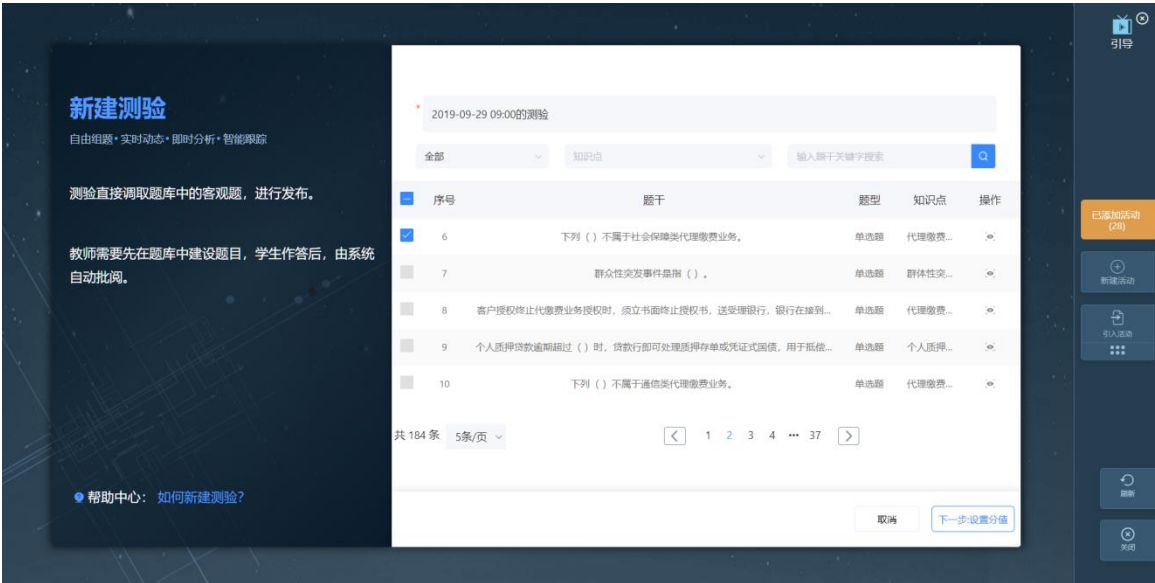 引导
新建测验
自由组题·实时动态·即时分析·智能跟踪
测验直接调取题库中的客观题，进行发布。
教师需要先在题库中建设题目，学生作答后，由系统
自动批阅。
帮助中心： 如何新建测验?
* 2019-09-29 09:00的测验
全部 知识点 输入题干关键字搜索
序号 题干 题型 知识点 操作
6 下列（ ）不属于社会保障类代理缴费业务。 单选题 代理缴费...
7 群众性突发事件是指（ ）。 单选题 群体性突...
8 客户授权终止代缴费业务授权时，须立书面终止授权书，送受理银行，银行在接到... 单选题 代理缴费...
9 个人质押贷款逾期超过（ ）时，贷款行即可处理质押存单或凭证式国债，用于抵偿... 单选题 个人质押...
10 下列（ ）不属于通信类代理缴费业务。 单选题 代理缴费...
共 184 条 5条/页 1 2 3 4 ··· 37
取消 下一步:设置分值
已添加活动
(28)
新建活动
引入活动
刷新
关闭